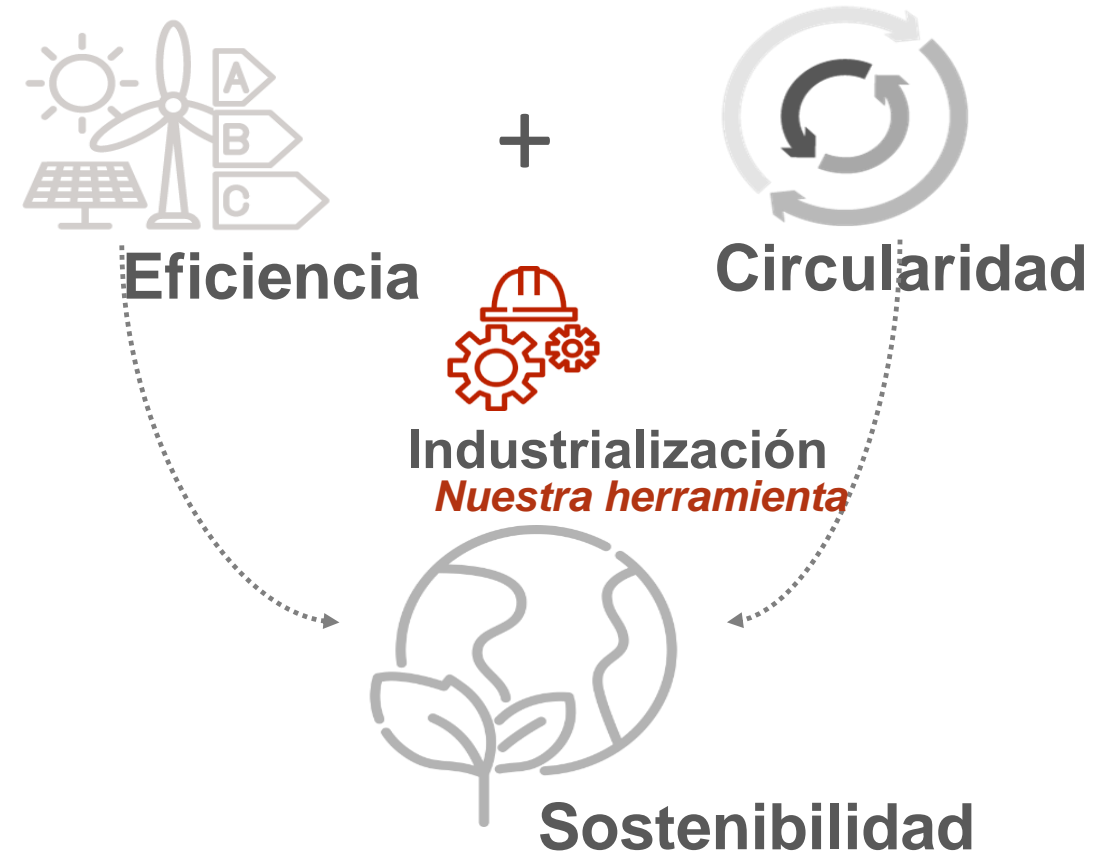 A
B
C
+
Eficiencia
Circularidad
Industrialización
Nuestra herramienta
Sostenibilidad